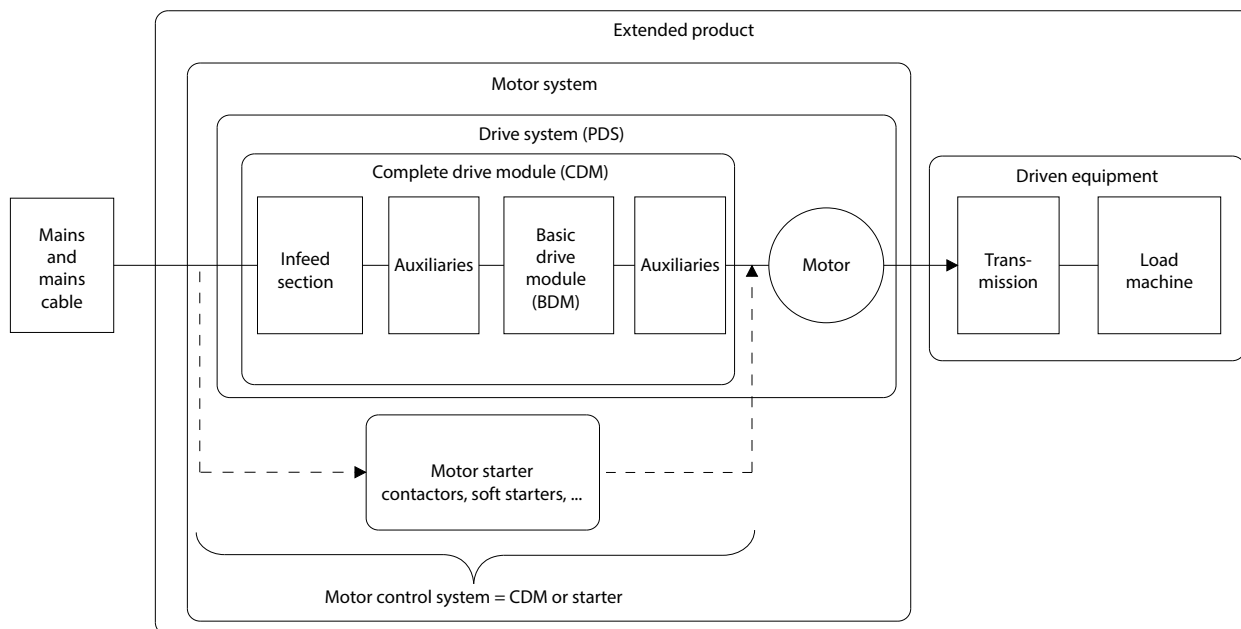 Extended product
Motor system
Drive system (PDS)
Complete drive module (CDM)
Driven equipment
Mains
and
mains
cable
Infeed
section
Auxiliaries
Basic
drive
module
(BDM)
Auxiliaries
Motor
Trans-
mission
Load
machine
Motor starter
contactors, soft starters, ...
Motor control system = CDM or starter